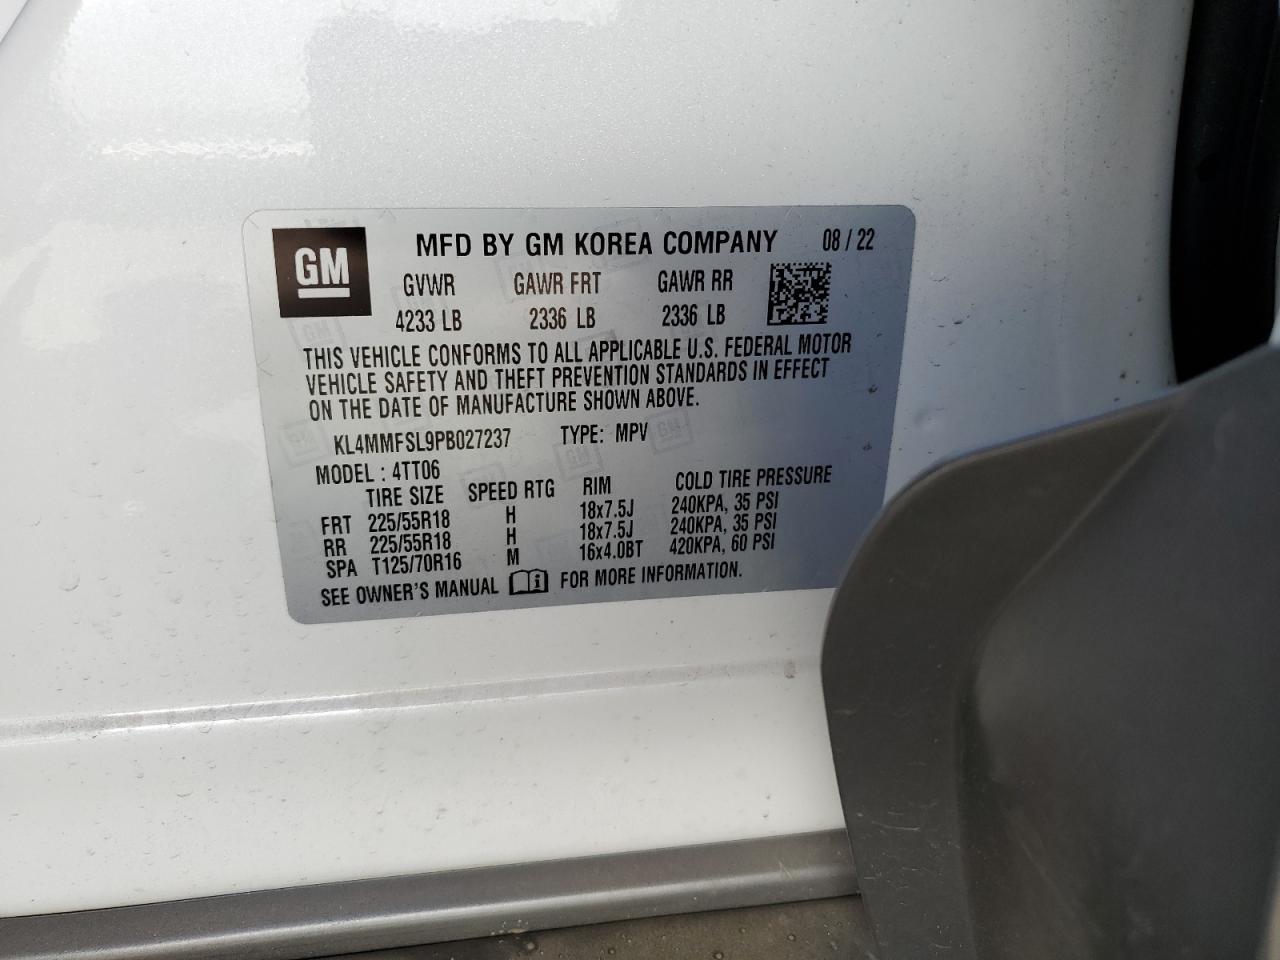 GM MFD BY GM KOREA COMPANY 08 / 22
GVWR GAWR FRT GAWR RR
4233 LB 2336 LB 2336 LB
THIS VEHICLE CONFORMS TO ALL APPLICABLE U.S. FEDERAL MOTOR
VEHICLE SAFETY AND THEFT PREVENTION STANDARDS IN EFFECT
ON THE DATE OF MANUFACTURE SHOWN ABOVE.
KL4MMFSL9PB027237 TYPE: MPV
MODEL : 4TT06
TIRE SIZE SPEED RTG RIM COLD TIRE PRESSURE
FRT 225/55R18 H 18x7.5J 240KPA, 35 PSI
RR 225/55R18 H 18x7.5J 240KPA, 35 PSI
SPA T125/70R16 M 16x4.0BT 420KPA, 60 PSI
SEE OWNER'S MANUAL FOR MORE INFORMATION.